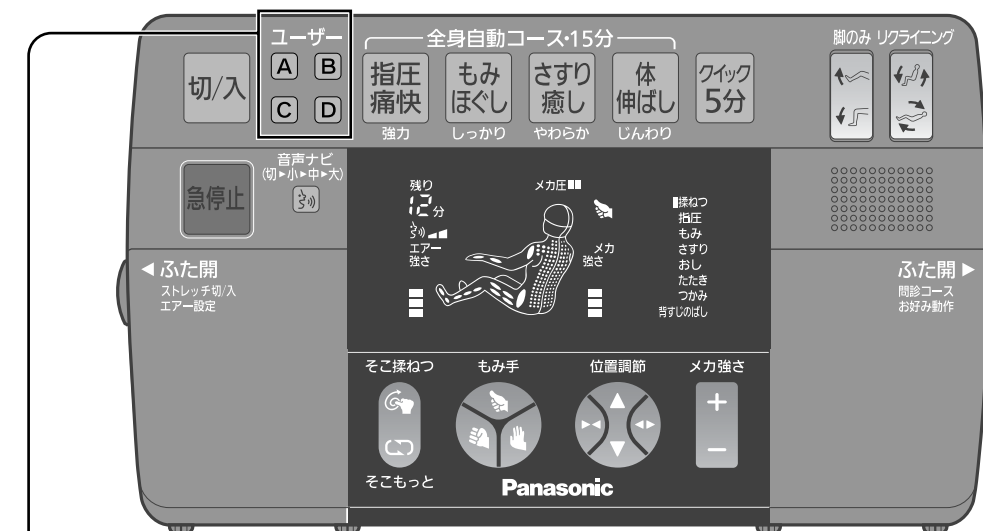 ユーザー
A B
C D
切/入
全身自動コース・15分
指圧
痛快
強力
もみ
ほぐし
しっかり
さすり
癒し
やわらか
体
伸ばし
じんわり
クイック
5分
脚のみ リクライニング
急停止
音声ナビ
(切▶小▶中▶大)
残り
12分
エアー
強さ
メカ圧
メカ
強さ
揉ねつ
指圧
もみ
さすり
おし
たたき
つかみ
背すじのばし
◀ふた開
ストレッチ切/入
エアー設定
ふた開▶
問診コース
お好み動作
そこ揉ねつ
そこもっと
もみ手
位置調節
メカ強さ
+
−
Panasonic